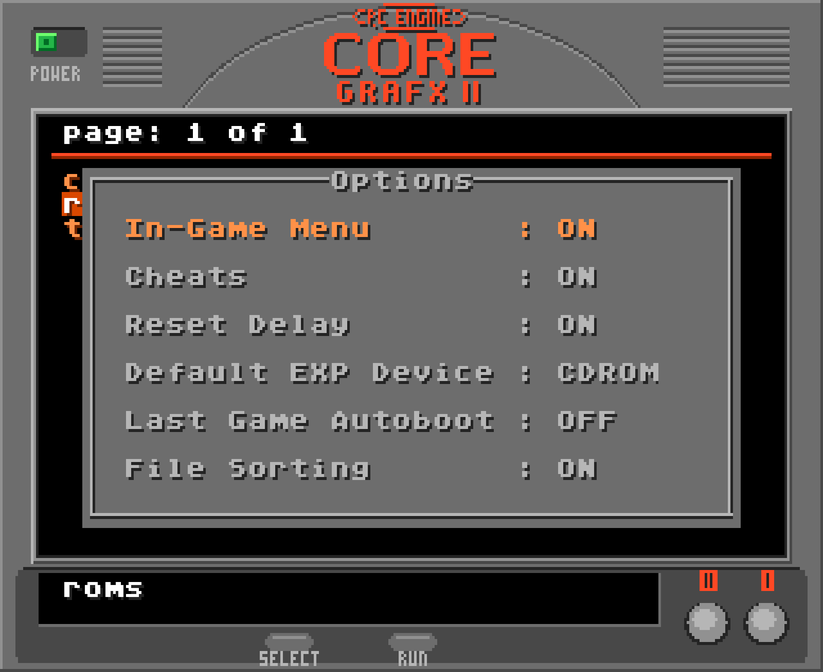 PC ENGINE
CORE
GRAFX II
POWER
page: 1 of 1
c
r
t
Options
In-Game Menu : ON
Cheats : ON
Reset Delay : ON
Default EXP Device : CDROM
Last Game Autoboot : OFF
File Sorting : ON
roms
II I
SELECT RUN